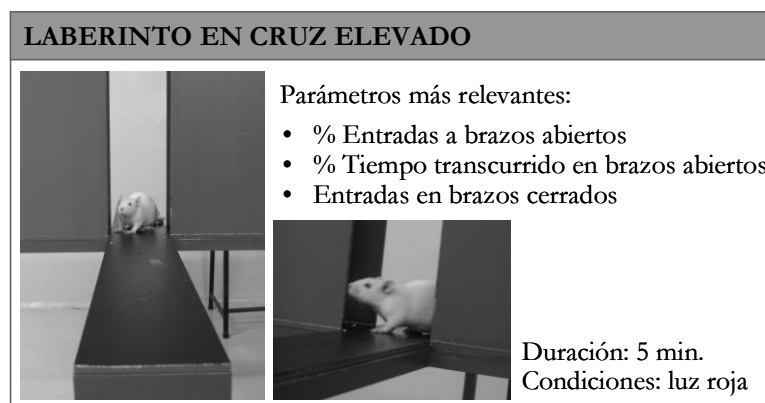 LABERINTO EN CRUZ ELEVADO
Parámetros más relevantes:
• % Entradas a brazos abiertos
• % Tiempo transcurrido en brazos abiertos
• Entradas en brazos cerrados
Duración: 5 min.
Condiciones: luz roja